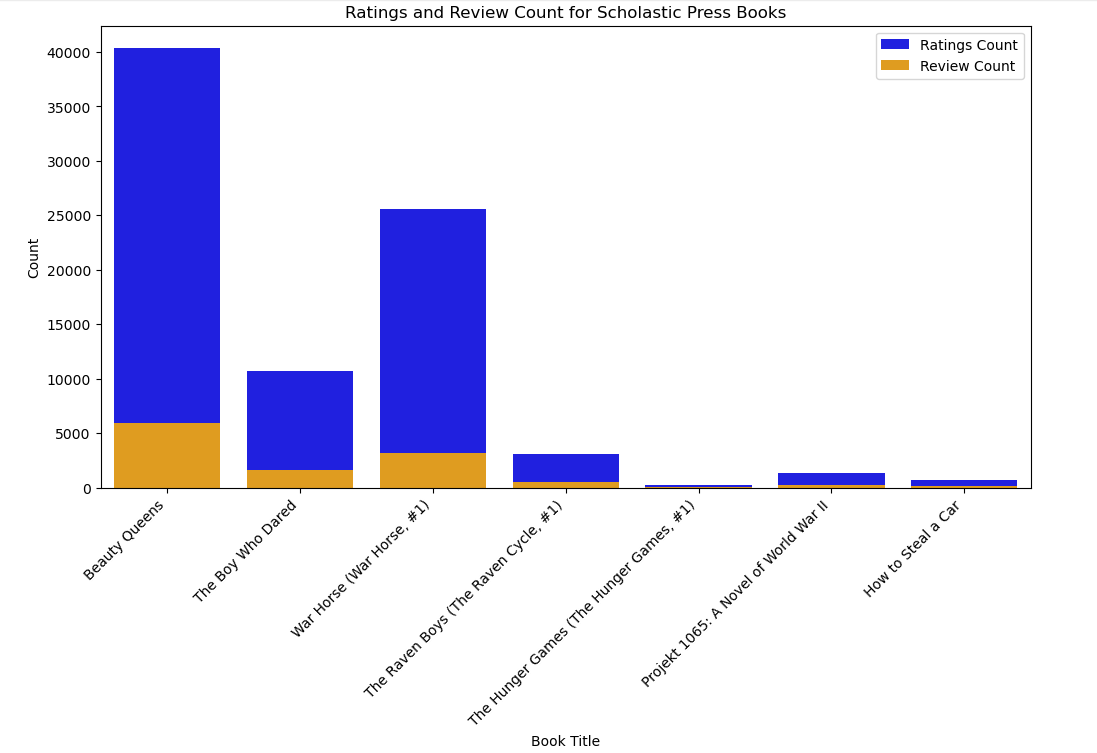 Ratings and Review Count for Scholastic Press Books
Ratings Count
Review Count
Count
40000
35000
30000
25000
20000
15000
10000
5000
0
Beauty Queens
The Boy Who Dared
War Horse (War Horse, #1)
The Raven Boys (The Raven Cycle, #1)
The Hunger Games (The Hunger Games, #1)
Projekt 1065: A Novel of World War II
How to Steal a Car
Book Title